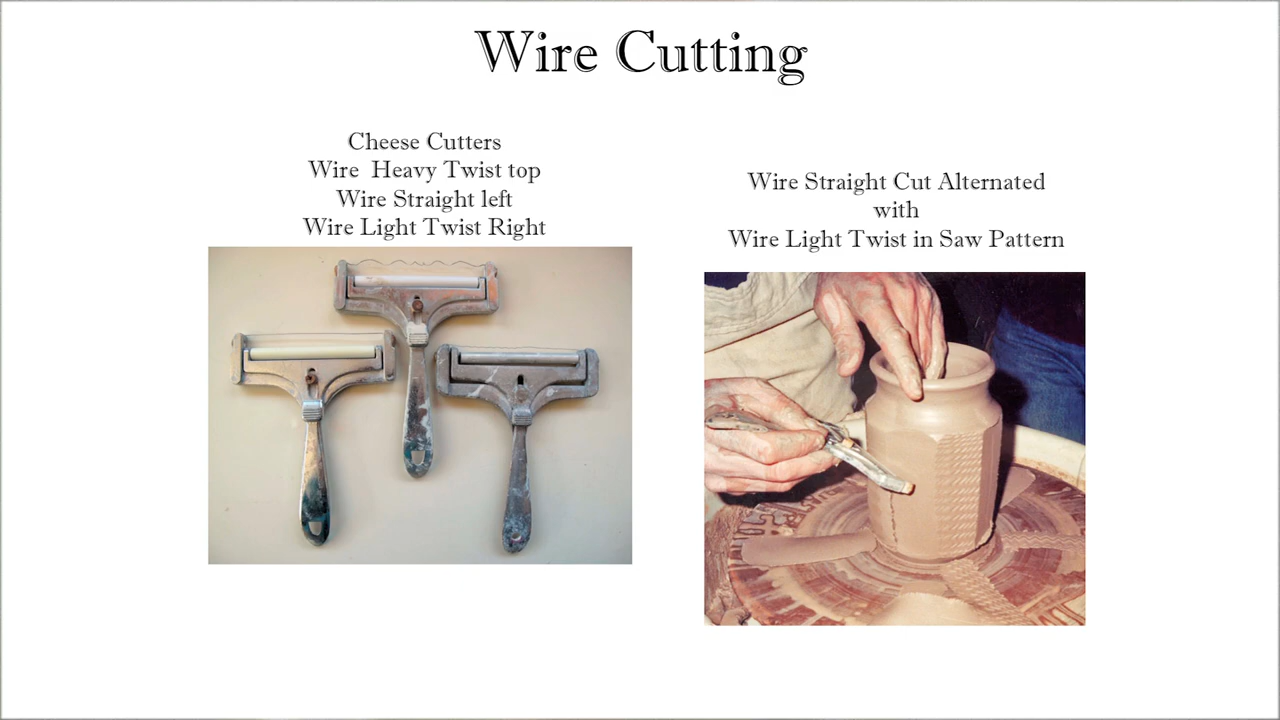 Wire Cutting
Cheese Cutters
Wire  Heavy Twist top
Wire Straight left
Wire Light Twist Right
Wire Straight Cut Alternated
with
Wire Light Twist in Saw Pattern